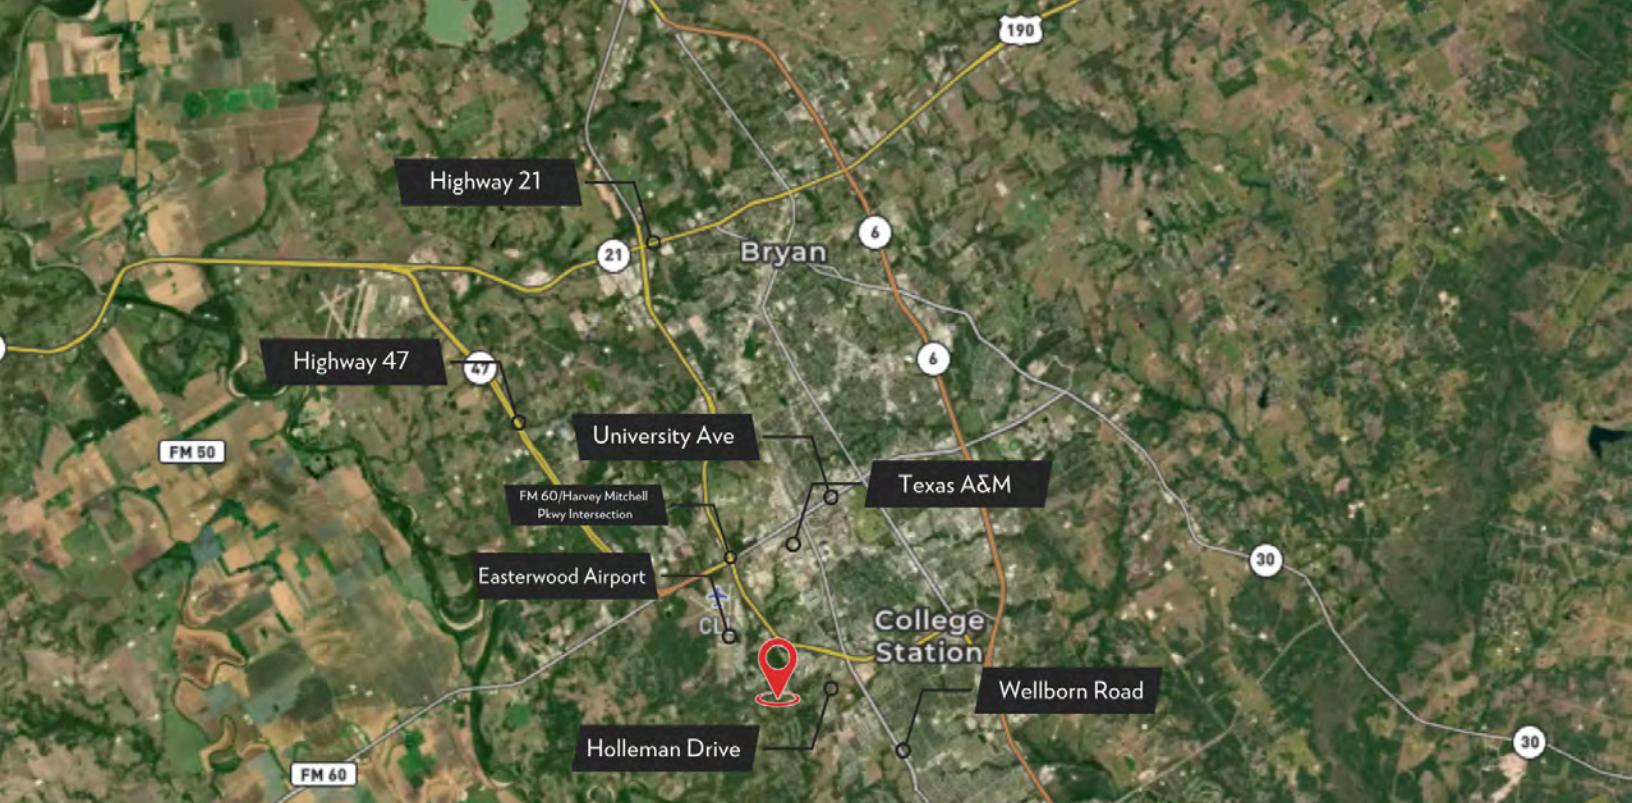 190
Highway 21
6
21
Bryan
Highway 47
47
6
University Ave
FM 50
Texas A&M
FM 60/Harvey Mitchell
Pkwy Intersection
30
Easterwood Airport
College
Station
Wellborn Road
Holleman Drive
30
FM 60